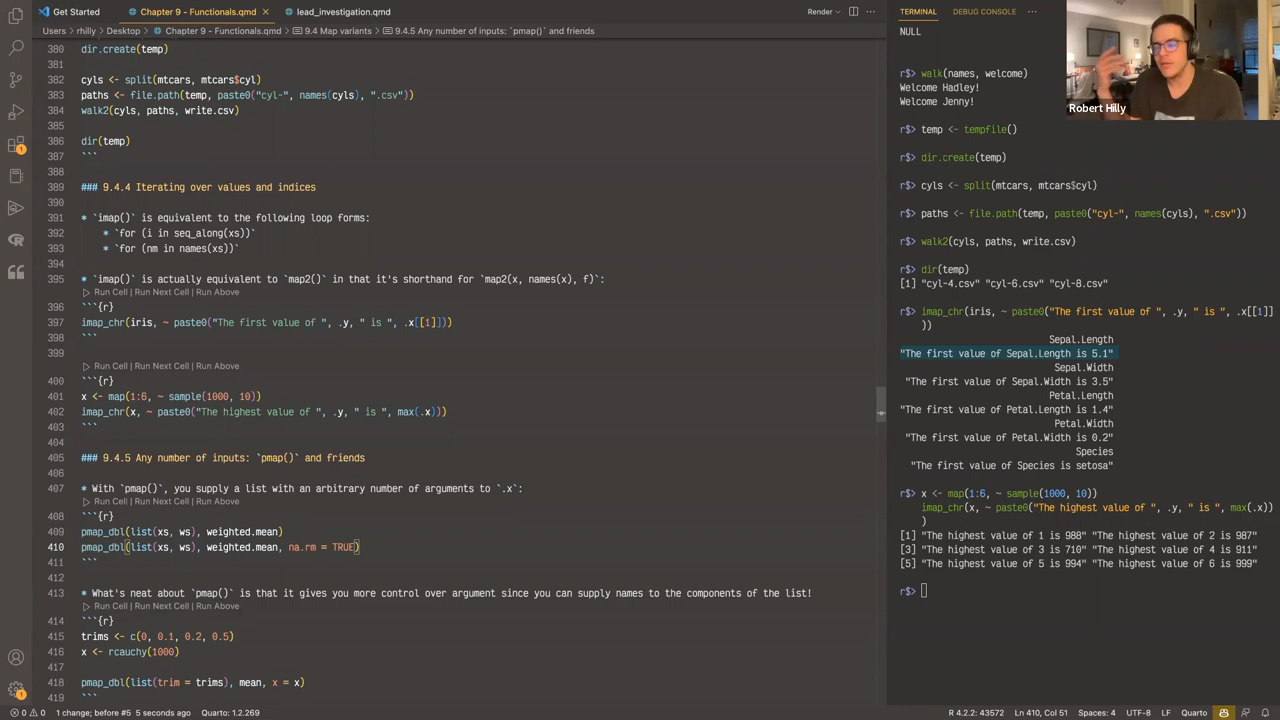 Get Started
Chapter 9 - Functionals.qmd
lead_investigation.qmd
Render
TERMINAL
DEBUG CONSOLE
Users > rhilly > Desktop > Chapter 9 - Functionals.qmd > 9.4 Map variants > 9.4.5 Any number of inputs: `pmap()` and friends
380 dir.create(temp)
381
382 cyls <- split(mtcars, mtcars$cyl)
383 paths <- file.path(temp, paste0("cyl-", names(cyls), ".csv"))
384 walk2(cyls, paths, write.csv)
385
386 dir(temp)
387 ```
388
389 ### 9.4.4 Iterating over values and indices
390
391 * `imap()` is equivalent to the following loop forms:
392 * `for (i in seq_along(xs))`
393 * `for (nm in names(xs))`
394
395 * `imap()` is actually equivalent to `map2()` in that it's shorthand for `map2(x, names(x), f)`:
Run Cell | Run Next Cell | Run Above
396 ```{r}
397 imap_chr(iris, ~ paste0("The first value of ", .y, " is ", .x[[1]]))
398 ```
399
Run Cell | Run Next Cell | Run Above
400 ```{r}
401 x <- map(1:6, ~ sample(1000, 10))
402 imap_chr(x, ~ paste0("The highest value of ", .y, " is ", max(.x)))
403 ```
404
405 ### 9.4.5 Any number of inputs: `pmap()` and friends
406
407 * With `pmap()`, you supply a list with an arbitrary number of arguments to `.x`:
Run Cell | Run Next Cell | Run Above
408 ```{r}
409 pmap_dbl(list(xs, ws), weighted.mean)
410 pmap_dbl(list(xs, ws), weighted.mean, na.rm = TRUE)
411 ```
412
413 * What's neat about `pmap()` is that it gives you more control over argument since you can supply names to the components of the list!
Run Cell | Run Next Cell | Run Above
414 ```{r}
415 trims <- c(0, 0.1, 0.2, 0.5)
416 x <- rcauchy(1000)
417
418 pmap_dbl(list(trim = trims), mean, x = x)
419 ```
NULL
r$> walk(names, welcome)
Welcome Hadley!
Welcome Jenny!
r$> temp <- tempfile()
r$> dir.create(temp)
r$> cyls <- split(mtcars, mtcars$cyl)
r$> paths <- file.path(temp, paste0("cyl-", names(cyls), ".csv"))
r$> walk2(cyls, paths, write.csv)
r$> dir(temp)
[1] "cyl-4.csv" "cyl-6.csv" "cyl-8.csv"
r$> imap_chr(iris, ~ paste0("The first value of ", .y, " is ", .x[[1]]
))
Sepal.Length
"The first value of Sepal.Length is 5.1"
Sepal.Width
"The first value of Sepal.Width is 3.5"
Petal.Length
"The first value of Petal.Length is 1.4"
Petal.Width
"The first value of Petal.Width is 0.2"
Species
"The first value of Species is setosa"
r$> x <- map(1:6, ~ sample(1000, 10))
imap_chr(x, ~ paste0("The highest value of ", .y, " is ", max(.x))
)
[1] "The highest value of 1 is 988" "The highest value of 2 is 987"
[3] "The highest value of 3 is 710" "The highest value of 4 is 911"
[5] "The highest value of 5 is 994" "The highest value of 6 is 999"
r$>
Robert Hilly
0 0 1 change; before #5 5 seconds ago Quarto: 1.2.269
R 4.2.2: 43572 Ln 410, Col 51 Spaces: 4 UTF-8 LF Quarto